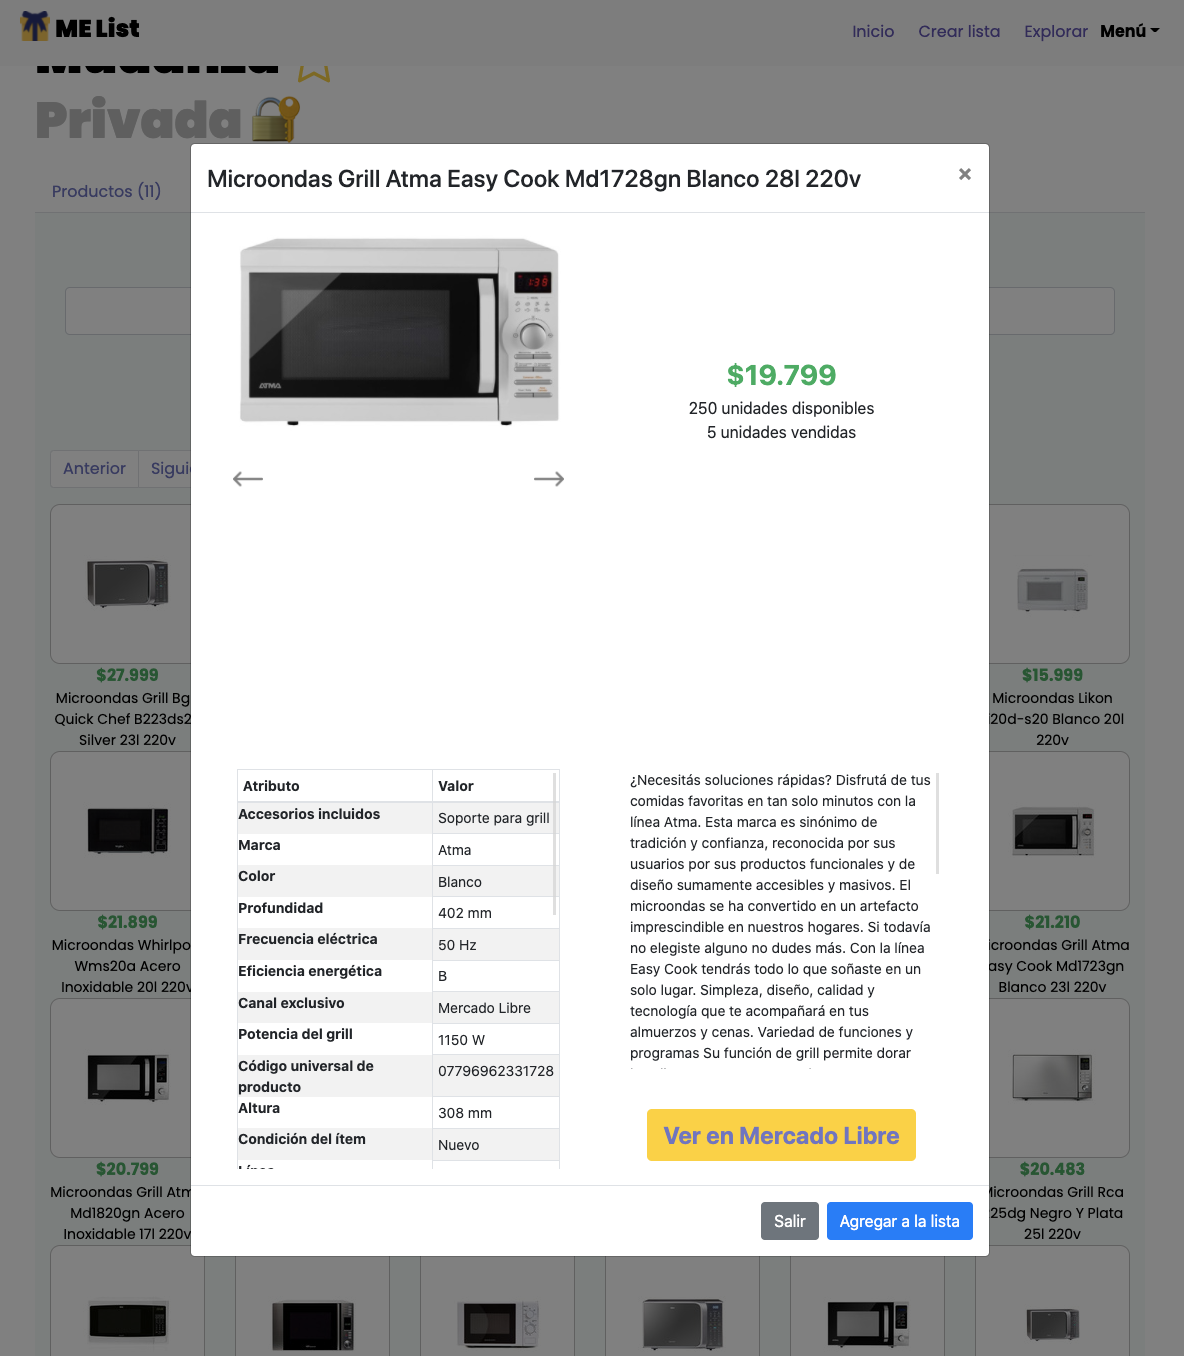 ME List
Inicio
Crear lista
Explorar
Menú
Mudanza
Privada
Productos (11)
Microondas Grill Atma Easy Cook Md1728gn Blanco 28l 220v
×
ATMA
1:38
$19.799
250 unidades disponibles
5 unidades vendidas
Anterior
$27.999
Microondas Grill Bg
Quick Chef B223ds2
Silver 23l 220v
$15.999
Microondas Likon
20d-s20 Blanco 20l
220v
$21.899
Microondas Whirlpo
Wms20a Acero
Inoxidable 20l 220v
$21.210
icroondas Grill Atma
asy Cook Md1723gn
Blanco 23l 220v
$20.799
Microondas Grill Atm
Md1820gn Acero
Inoxidable 17l 220v
$20.483
Microondas Grill Rca
25dg Negro Y Plata
25l 220v
Atributo Valor
Accesorios incluidos Soporte para grill
Marca Atma
Color Blanco
Profundidad 402 mm
Frecuencia eléctrica 50 Hz
Eficiencia energética B
Canal exclusivo Mercado Libre
Potencia del grill 1150 W
Código universal de producto 07796962331728
Altura 308 mm
Condición del ítem Nuevo
Línea
¿Necesitás soluciones rápidas? Disfrutá de tus
comidas favoritas en tan solo minutos con la
línea Atma. Esta marca es sinónimo de
tradición y confianza, reconocida por sus
usuarios por sus productos funcionales y de
diseño sumamente accesibles y masivos. El
microondas se ha convertido en un artefacto
imprescindible en nuestros hogares. Si todavía
no elegiste alguno no dudes más. Con la línea
Easy Cook tendrás todo lo que soñaste en un
solo lugar. Simpleza, diseño, calidad y
tecnología que te acompañará en tus
almuerzos y cenas. Variedad de funciones y
programas Su función de grill permite dorar
Ver en Mercado Libre
Salir
Agregar a la lista